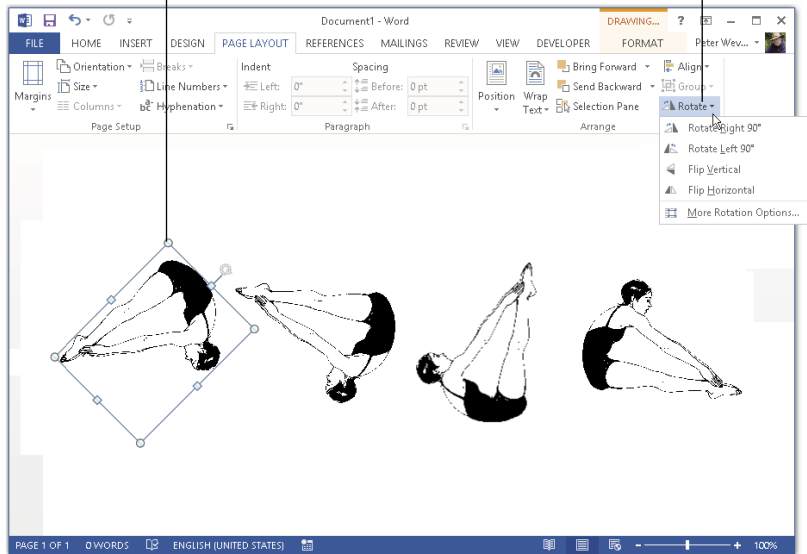 Document1 - Word
DRAWING...
FILE HOME INSERT DESIGN PAGE LAYOUT REFERENCES MAILINGS REVIEW VIEW DEVELOPER FORMAT Peter Wev...
Margins
Orientation
Size
Columns
Breaks
Line Numbers
Hyphenation
Page Setup
Indent
Left: 0"
Right: 0"
Spacing
Before: 0 pt
After: 0 pt
Paragraph
Position
Wrap
Text
Bring Forward
Send Backward
Selection Pane
Align
Group
Rotate
Arrange
Rotate Right 90°
Rotate Left 90°
Flip Vertical
Flip Horizontal
More Rotation Options...
PAGE 1 OF 1 0 WORDS ENGLISH (UNITED STATES) 100%